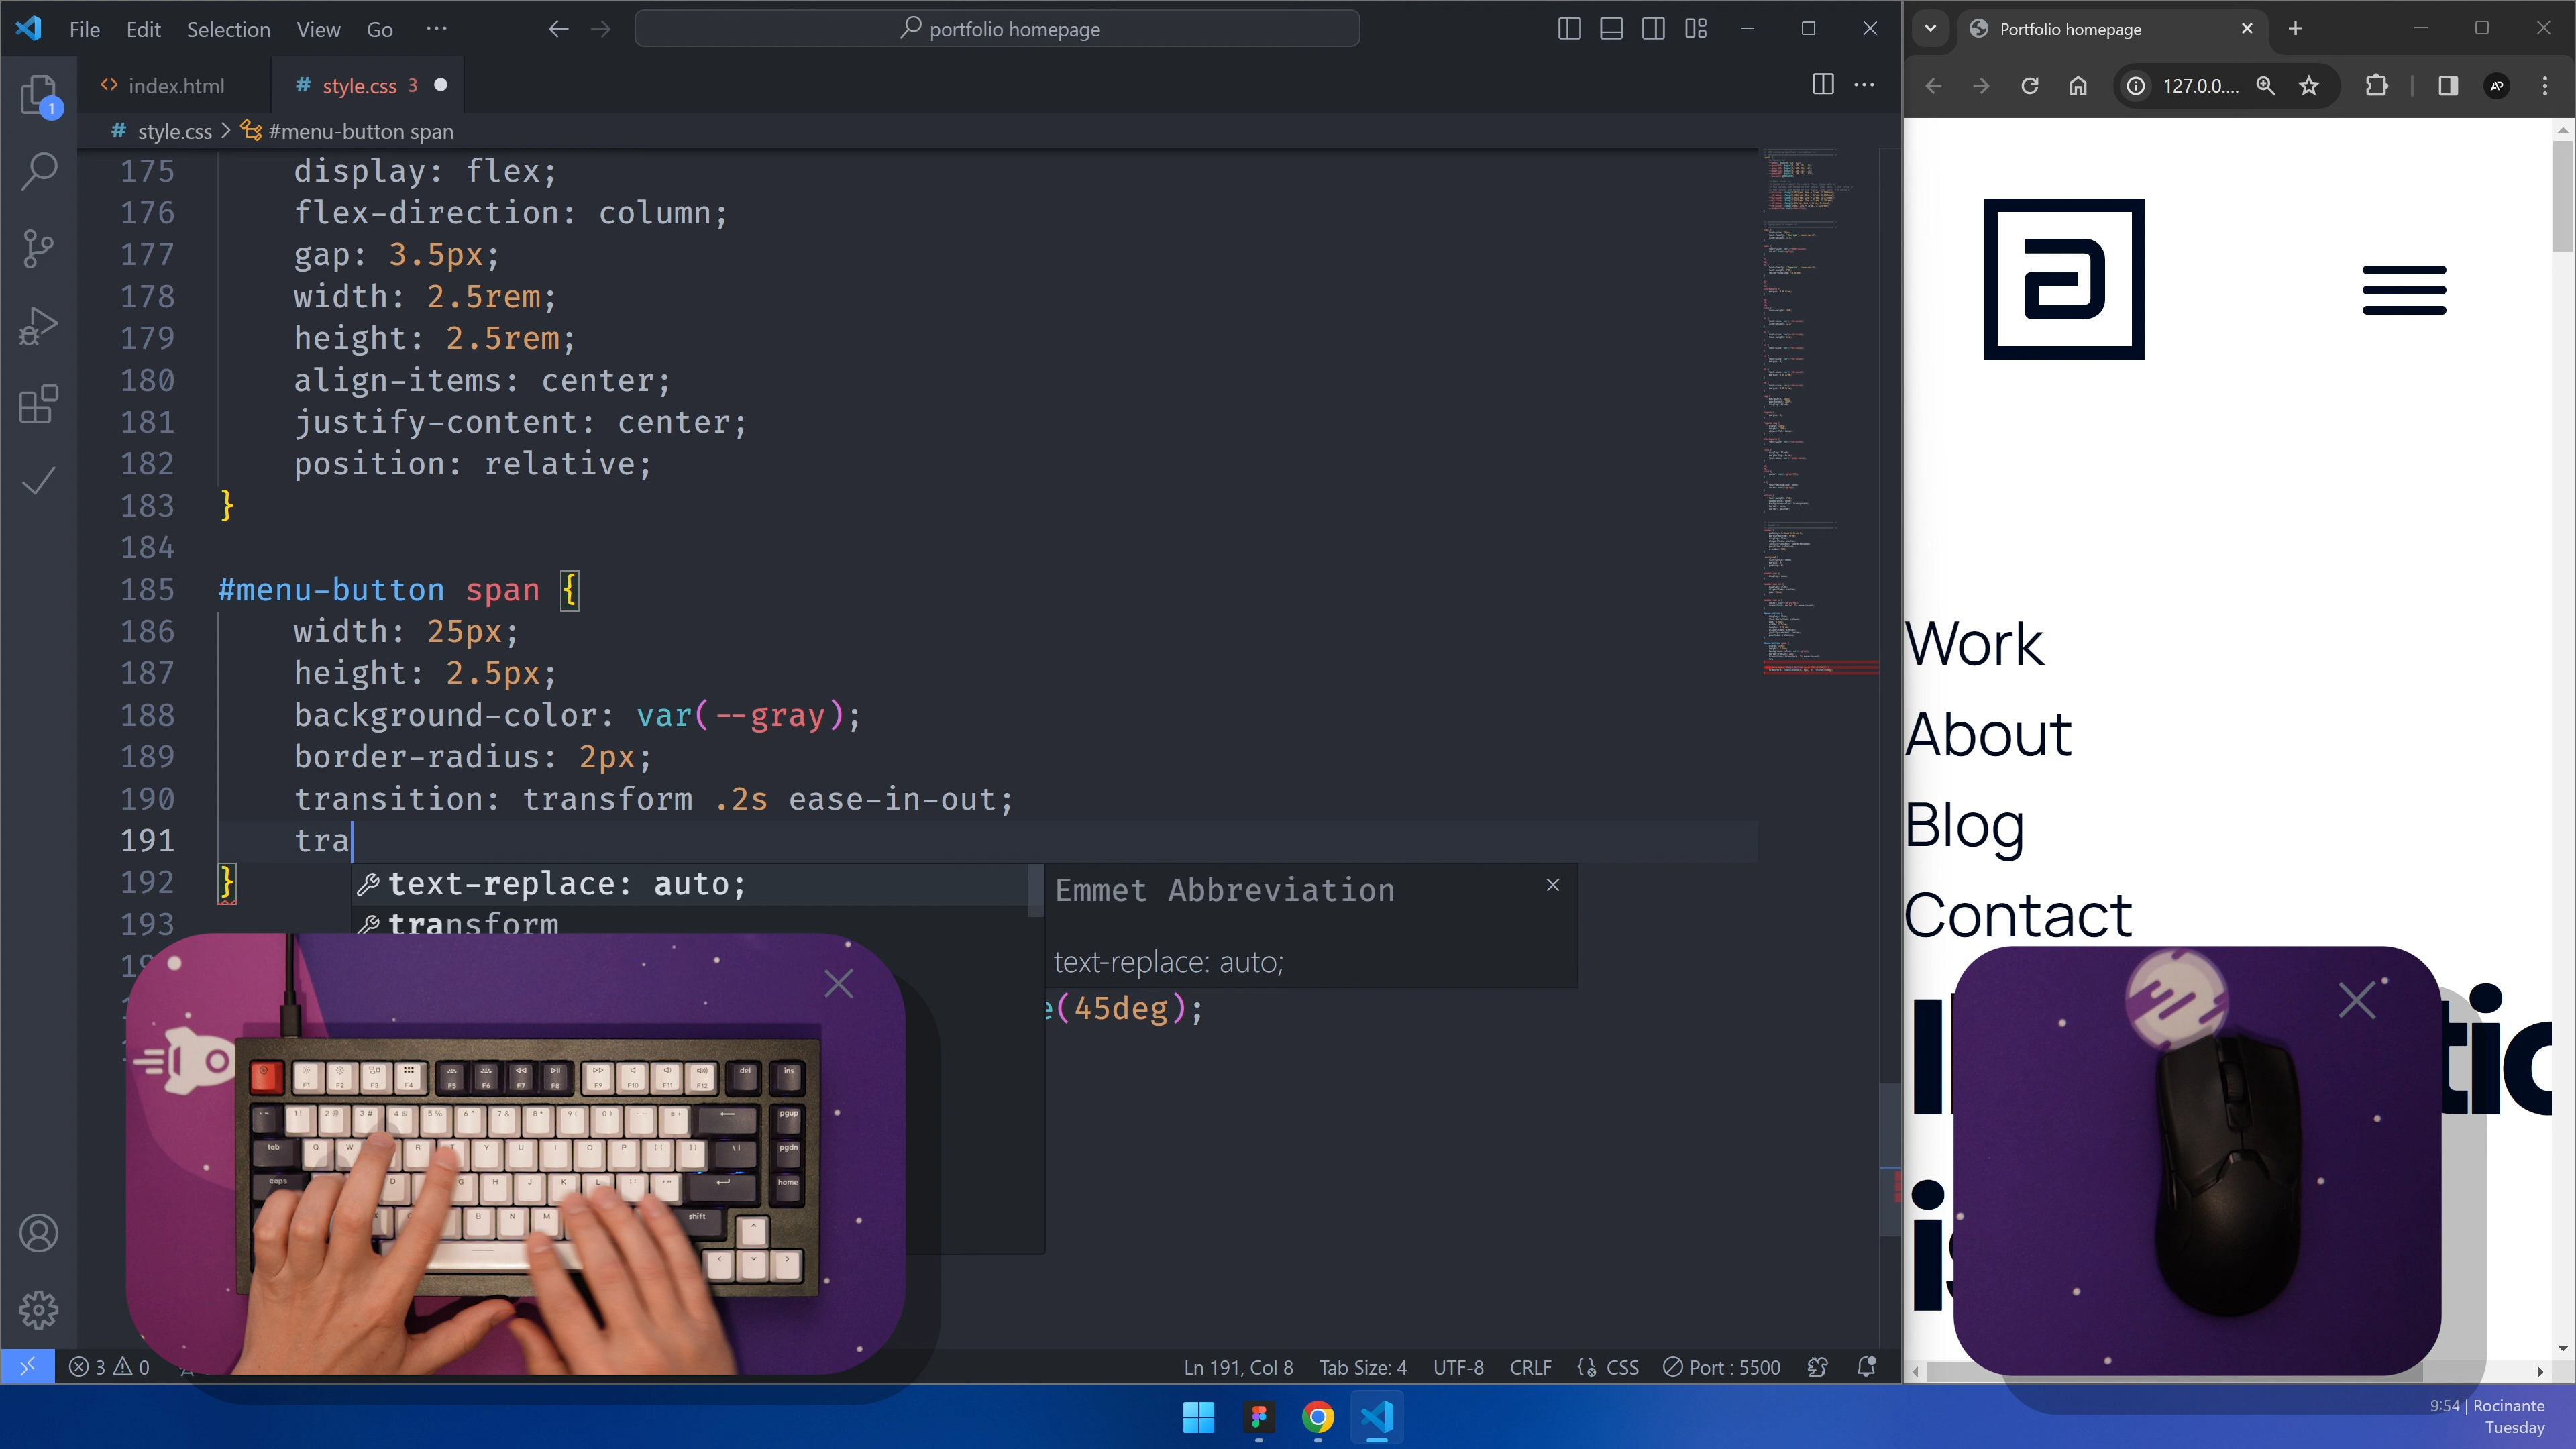 File Edit Selection View Go ···
portfolio homepage
index.html
# style.css 3
# style.css > #menu-button span
175 display: flex;
176 flex-direction: column;
177 gap: 3.5px;
178 width: 2.5rem;
179 height: 2.5rem;
180 align-items: center;
181 justify-content: center;
182 position: relative;
183 }
184
185 #menu-button span {
186 width: 25px;
187 height: 2.5px;
188 background-color: var(--gray);
189 border-radius: 2px;
190 transition: transform .2s ease-in-out;
191 tra
192 }
text-replace: auto;
transform
Emmet Abbreviation
text-replace: auto;
193
e(45deg);
1
3 0
Ln 191, Col 8 Tab Size: 4 UTF-8 CRLF CSS Port : 5500
Portfolio homepage
127.0.0....
AP
a
Work
About
Blog
Contact
9:54 | Rocinante
Tuesday